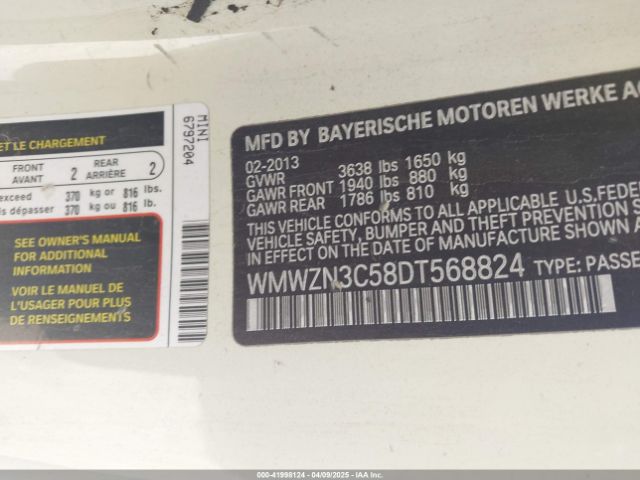 ET LE CHARGEMENT
FRONT
AVANT
2
REAR
ARRIÈRE
2
exceed 370 kg or 816 lbs.
is dépasser 370 kg ou 816 lb.
SEE OWNER'S MANUAL
FOR ADDITIONAL
INFORMATION
VOIR LE MANUEL DE
L'USAGER POUR PLUS
DE RENSEIGNEMENTS
MINI
6797204
MFD BY BAYERISCHE MOTOREN WERKE AG
02-2013
GVWR 3638 lbs 1650 kg
GAWR FRONT 1940 lbs 880 kg
GAWR REAR 1786 lbs 810 kg
THIS VEHICLE CONFORMS TO ALL APPLICABLE U.S.FEDE
VEHICLE SAFETY, BUMPER AND THEFT PREVENTION S
IN EFFECT ON THE DATE OF MANUFACTURE SHOWN A
WMWZN3C58DT568824 TYPE: PASSE
000-41998124 - 04/09/2025 - IAA Inc.